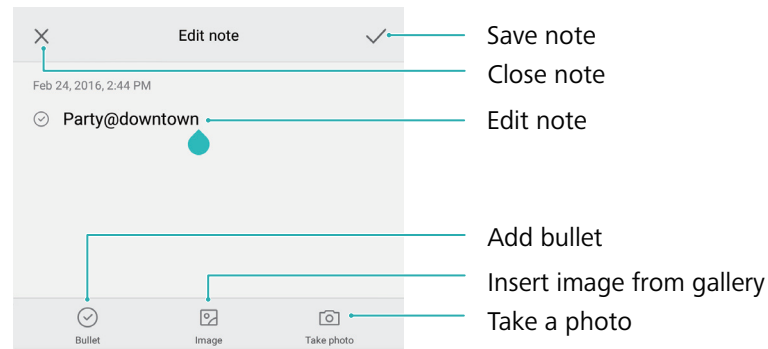 Edit note
Save note
Close note
Feb 24, 2016, 2:44 PM
Party@downtown
Edit note
Add bullet
Insert image from gallery
Take a photo
Bullet
Image
Take photo